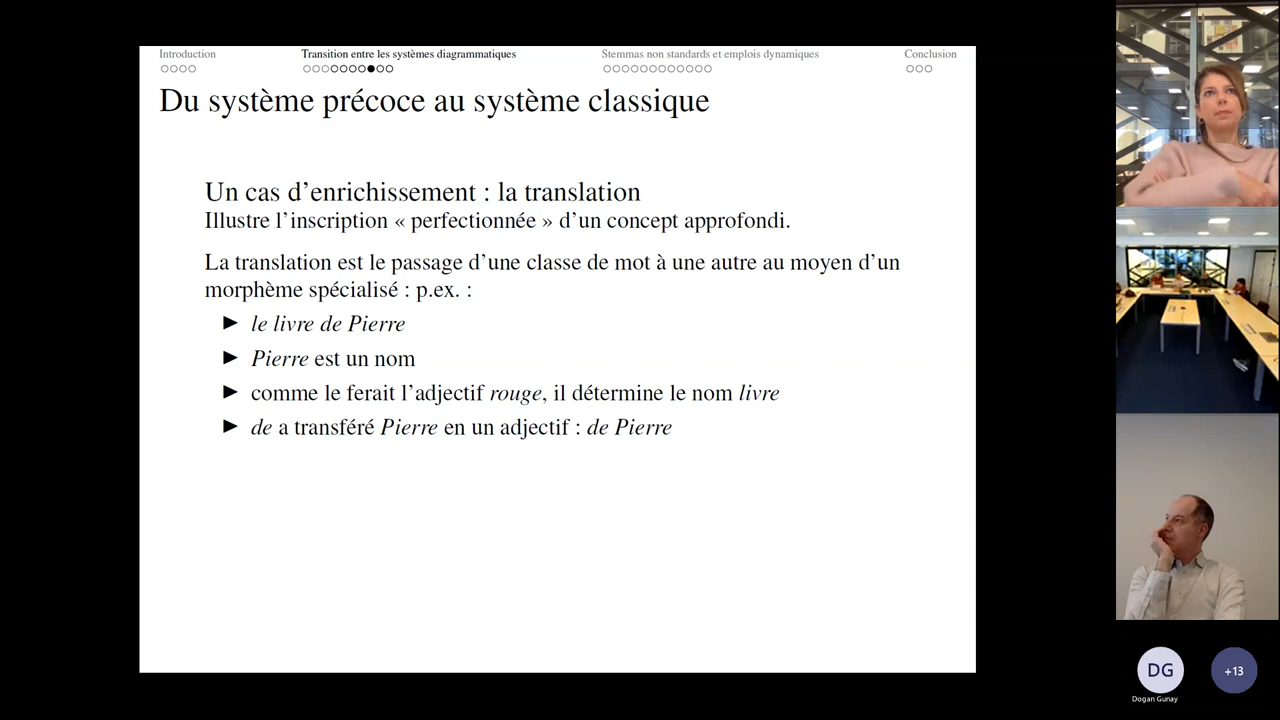 Introduction
Transition entre les systèmes diagrammatiques
Stemmas non standards et emplois dynamiques
Conclusion
Du système précoce au système classique
Un cas d’enrichissement : la translation
Illustre l’inscription « perfectionnée » d’un concept approfondi.
La translation est le passage d’une classe de mot à une autre au moyen d’un
morphème spécialisé : p.ex. :
► le livre de Pierre
► Pierre est un nom
► comme le ferait l’adjectif rouge, il détermine le nom livre
► de a transféré Pierre en un adjectif : de Pierre
DG
+13
Dogan Gunay